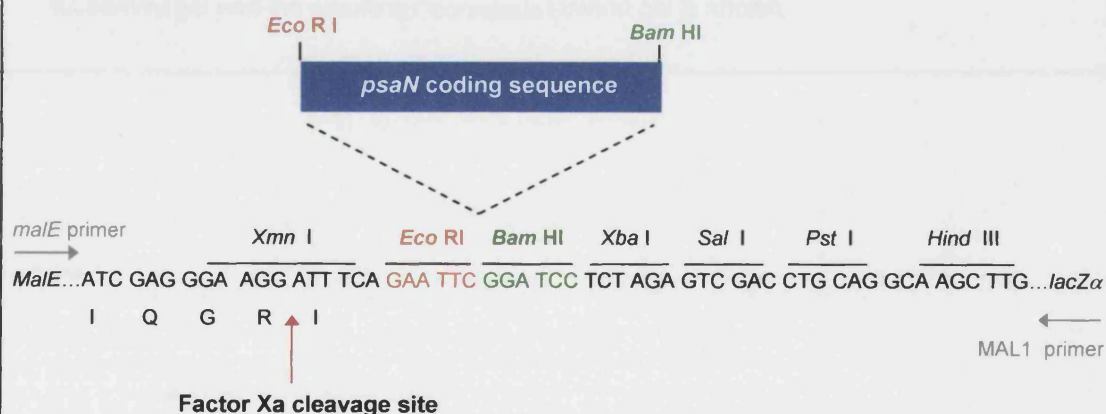 Eco R I
Bam HI
psaN coding sequence
malE primer
Xmn I
Eco RI
Bam HI
Xba I
Sal I
Pst I
Hind III
MalE...ATC GAG GGA AGG ATT TCA GAA TTC GGA TCC TCT AGA GTC GAC CTG CAG GCA AGC TTG...lacZα
I Q G R I
MAL1 primer
Factor Xa cleavage site